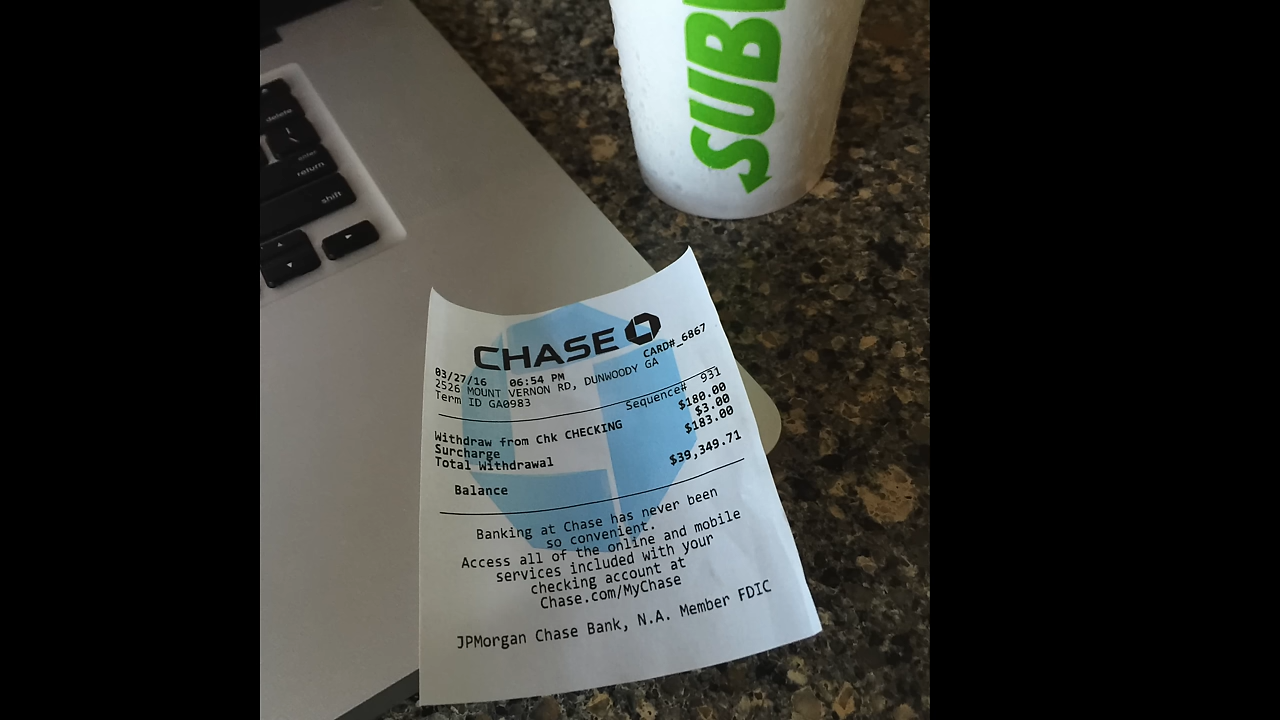 SUB
delete
enter
return
shift
CHASE
CARD#_6867
03/27/16 06:54 PM
2526 MOUNT VERNON RD, DUNWOODY GA
Term ID GA0983
Sequence# 931
Withdraw from Chk CHECKING $180.00
Surcharge $3.00
Total Withdrawal $183.00
Balance $39,349.71
Banking at Chase has never been
so convenient.
Access all of the online and mobile
services included with your
checking account at
Chase.com/MyChase
JPMorgan Chase Bank, N.A. Member FDIC